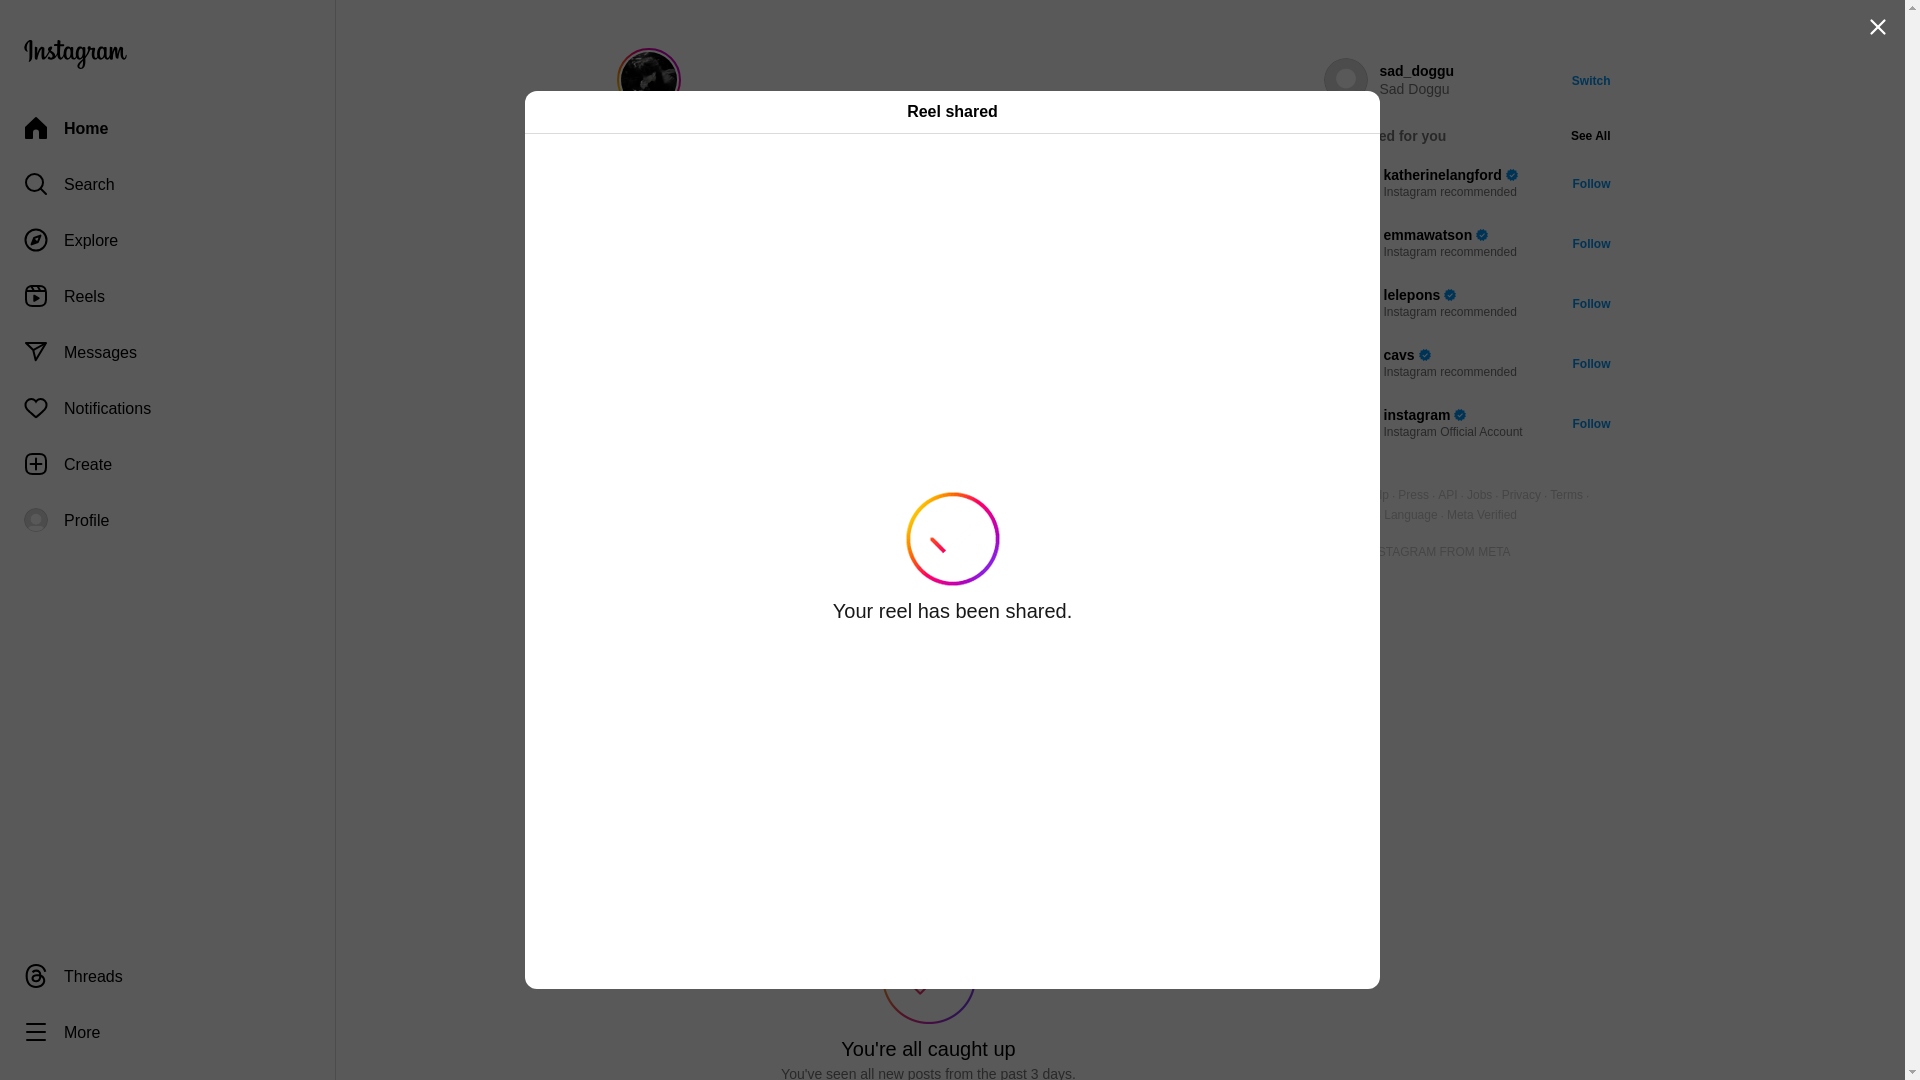 Instagram
Home
Search
Explore
Reels
Messages
Notifications
Create
Profile
Threads
More
Reel shared
Your reel has been shared.
You're all caught up
You've seen all new posts from the past 3 days.
sad_doggu
Sad Doggu
Switch
for you
See All
katherinelangford
Instagram recommended
Follow
emmawatson
Instagram recommended
Follow
lelepons
Instagram recommended
Follow
cavs
Instagram recommended
Follow
instagram
Instagram Official Account
Follow
· Press · API · Jobs · Privacy · Terms ·
Language · Meta Verified
FROM META